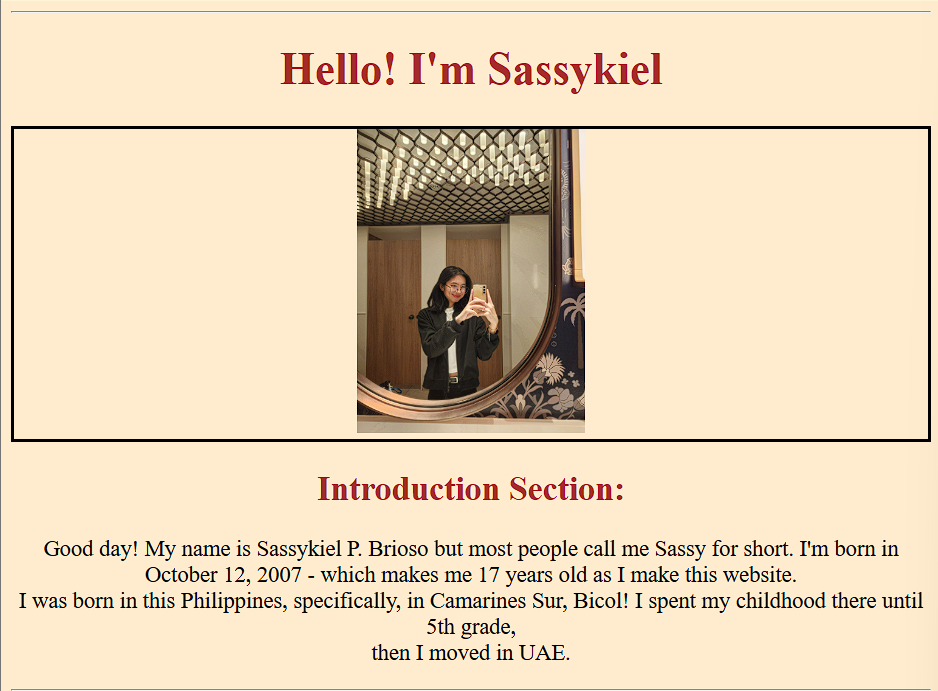 Hello! I'm Sassykiel
Introduction Section:
Good day! My name is Sassykiel P. Brioso but most people call me Sassy for short. I'm born in
October 12, 2007 - which makes me 17 years old as I make this website.
I was born in this Philippines, specifically, in Camarines Sur, Bicol! I spent my childhood there until
5th grade,
then I moved in UAE.